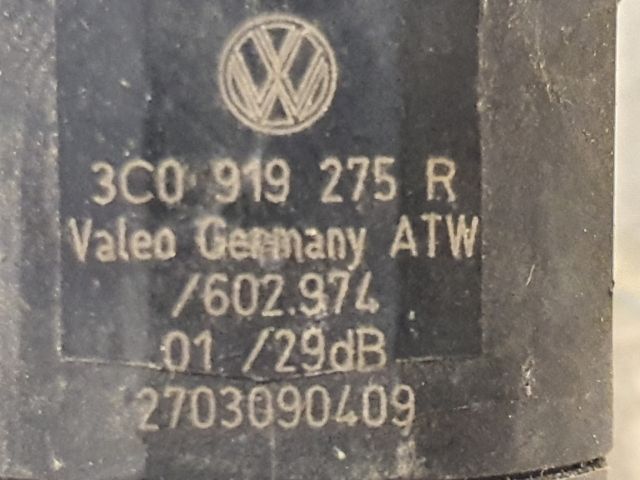 3C0 919 275 R
Valeo Germany ATW
/602.974
01 /29dB
2703090409